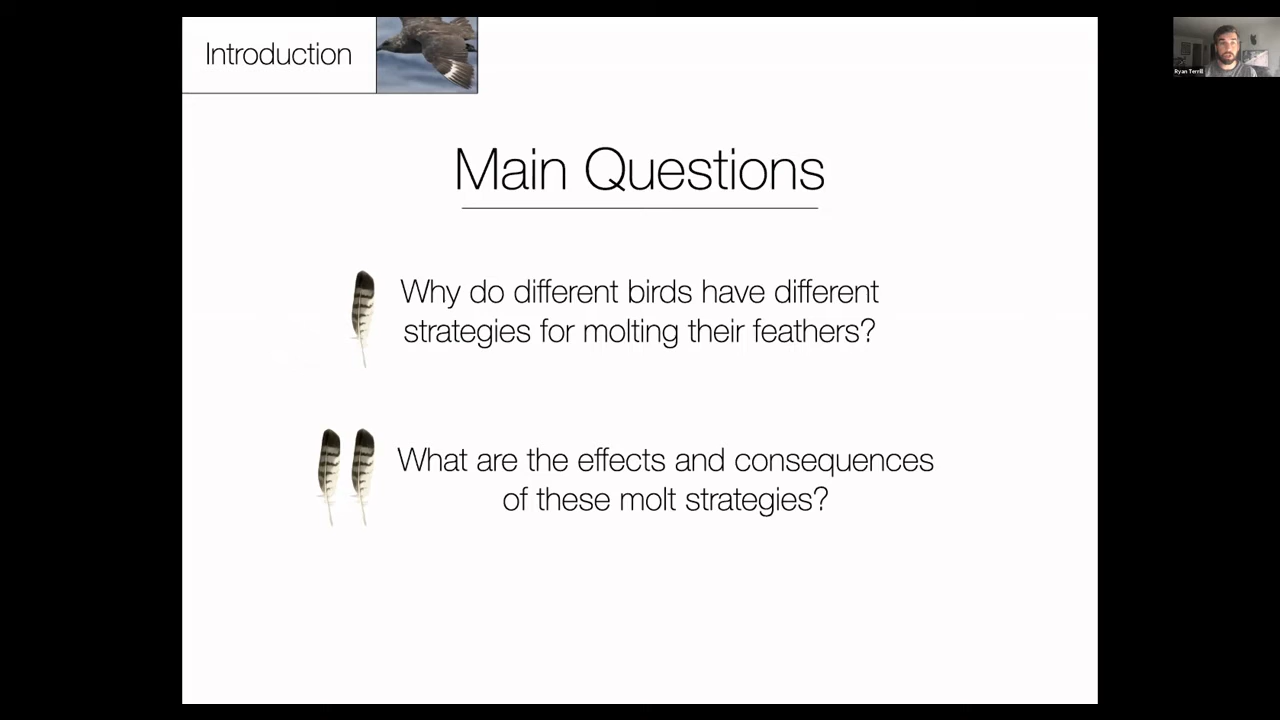 Introduction
Ryan Terrill
Main Questions
Why do different birds have different
strategies for molting their feathers?
What are the effects and consequences
of these molt strategies?